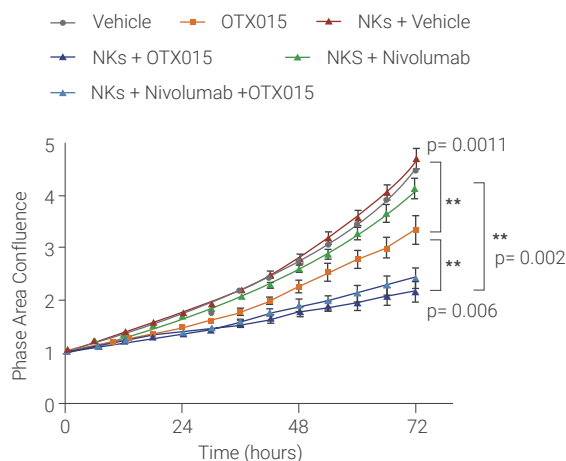 Vehicle OTX015 NKs + Vehicle
NKs + OTX015 NKS + Nivolumab
NKs + Nivolumab +OTX015
5
4
3
2
1
0
Phase Area Confluence
0 24 48 72
Time (hours)
p= 0.0011
**
**
**
p= 0.002
p= 0.006